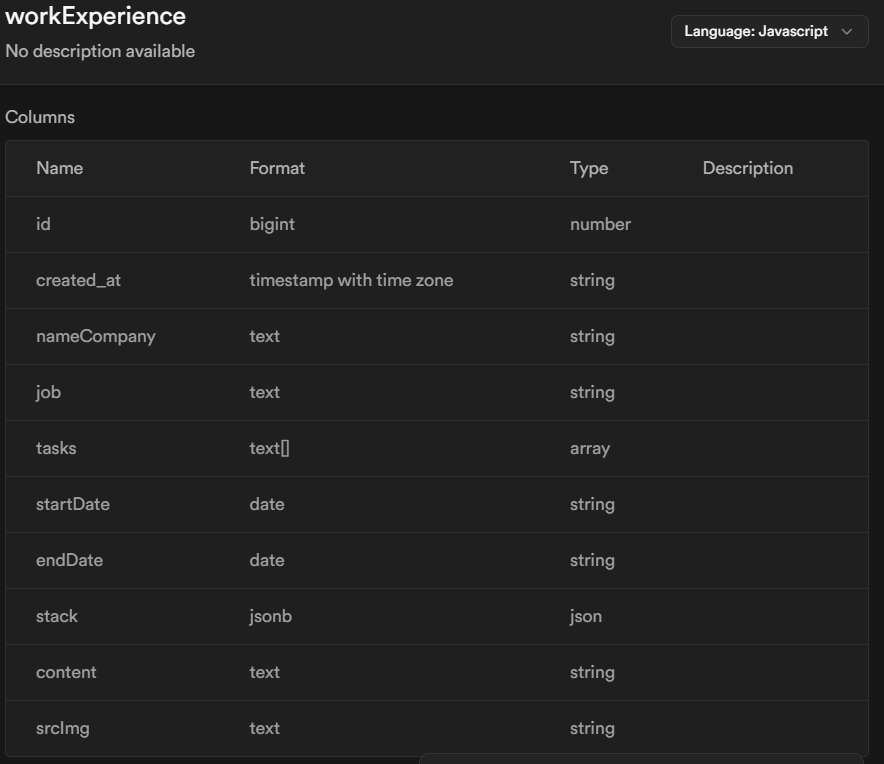 workExperience
No description available
Language: Javascript
Columns
Name Format Type Description
id bigint number
created_at timestamp with time zone string
nameCompany text string
job text string
tasks text[] array
startDate date string
endDate date string
stack jsonb json
content text string
srcImg text string